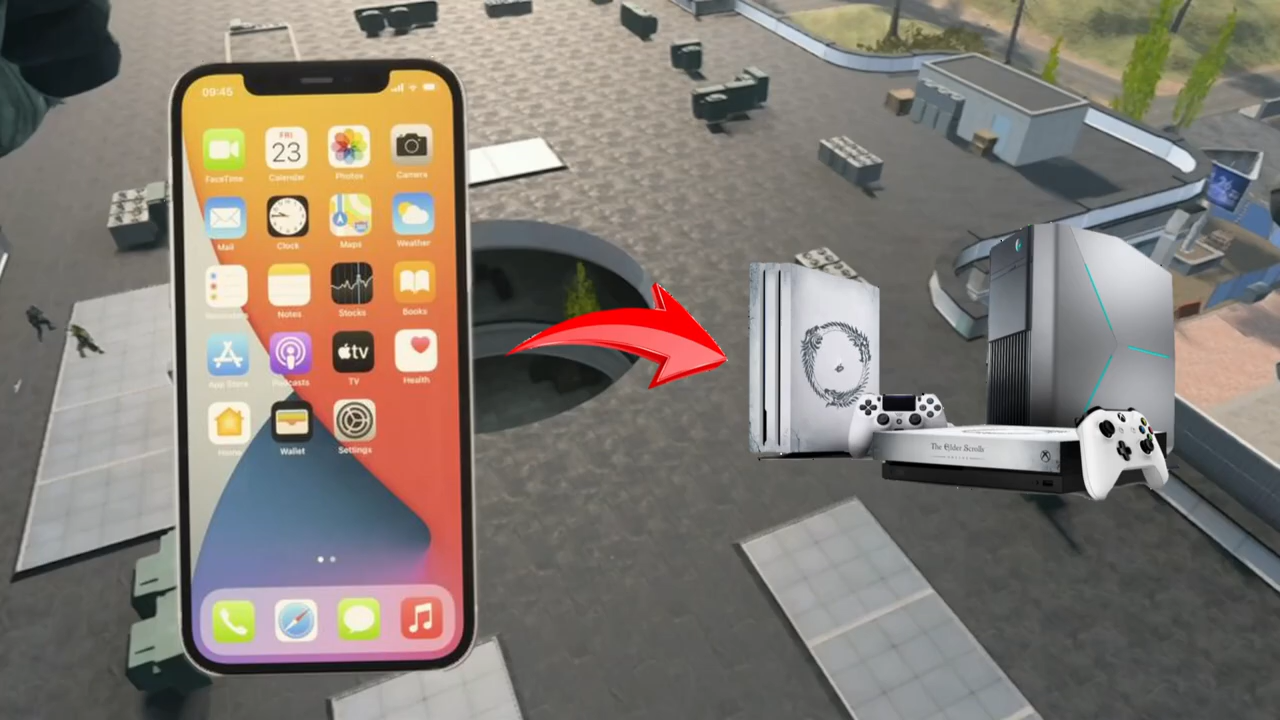 09:45
FRI
23
FaceTime
Calendar
Photos
Camera
Mail
Clock
Maps
Weather
Reminders
Notes
Stocks
Books
tv
App Store
Podcasts
TV
Health
Home
Wallet
Settings
The Elder Scrolls